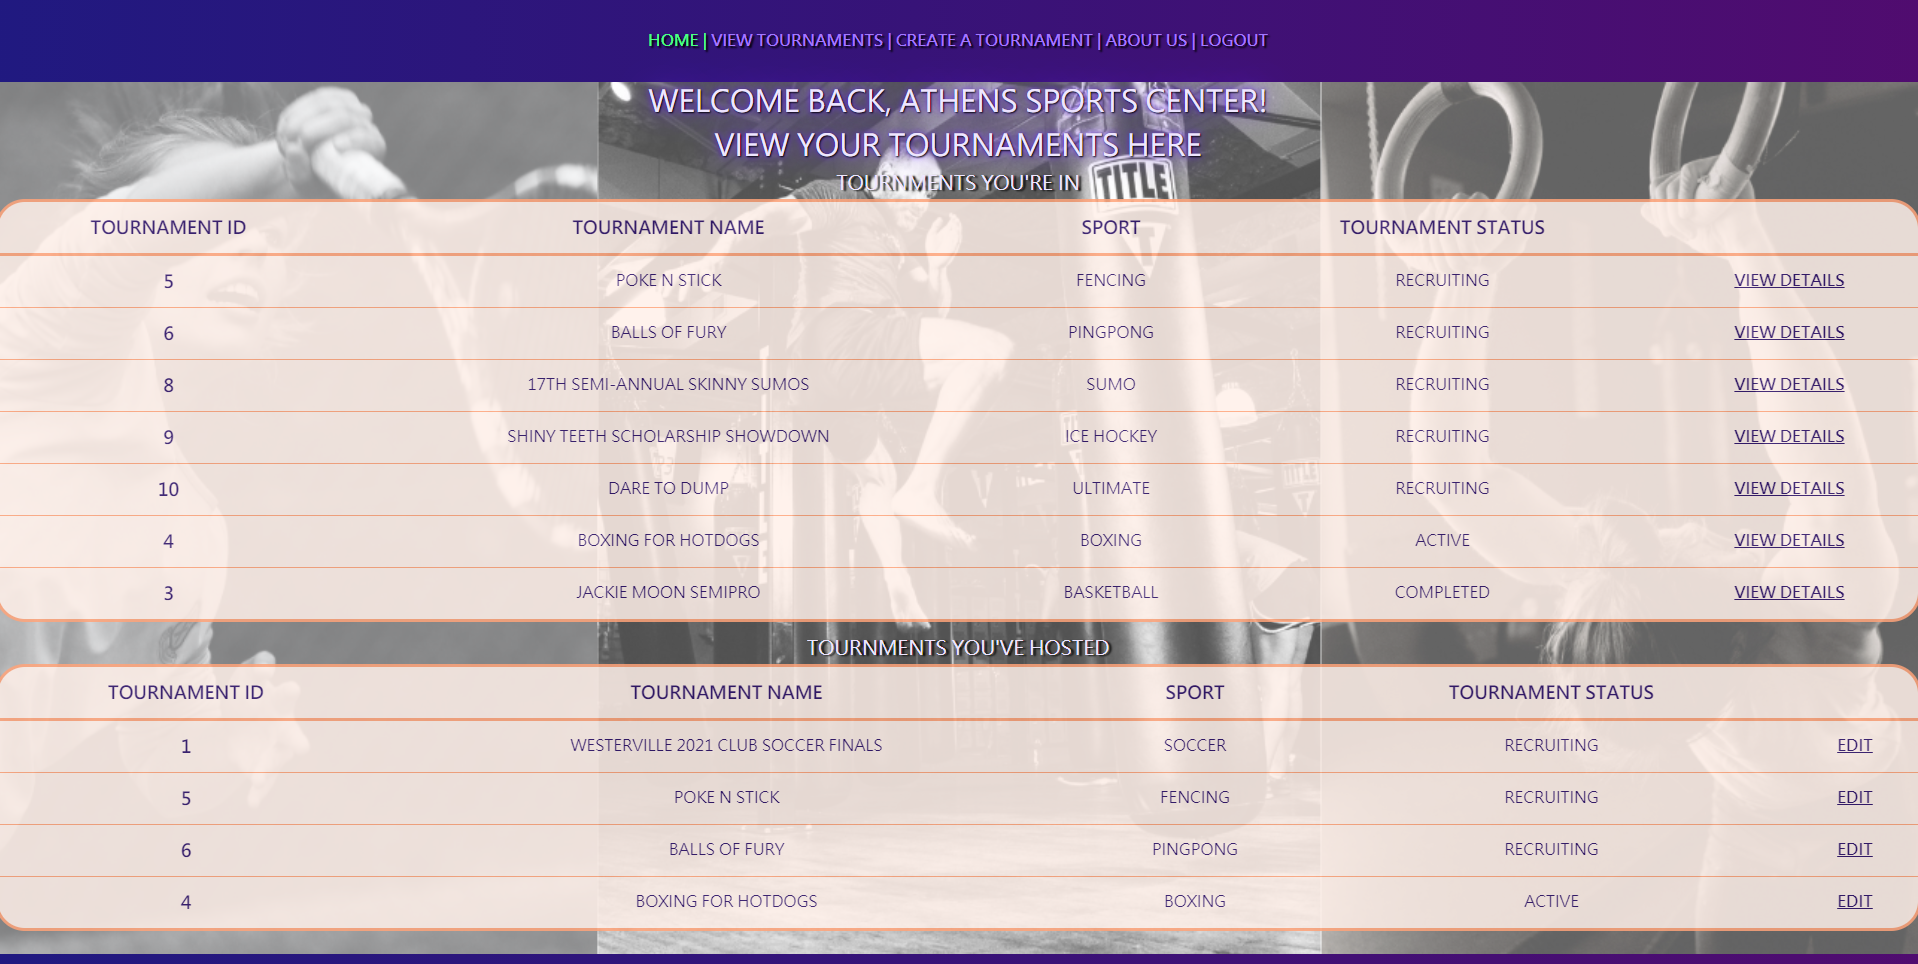 HOME | VIEW TOURNAMENTS | CREATE A TOURNAMENT | ABOUT US | LOGOUT
WELCOME BACK, ATHENS SPORTS CENTER!
VIEW YOUR TOURNAMENTS HERE
TOURNMENTS YOU'RE IN
TITLE
TOURNAMENT ID TOURNAMENT NAME SPORT TOURNAMENT STATUS
5 POKE N STICK FENCING RECRUITING VIEW DETAILS
6 BALLS OF FURY PINGPONG RECRUITING VIEW DETAILS
8 17TH SEMI-ANNUAL SKINNY SUMOS SUMO RECRUITING VIEW DETAILS
9 SHINY TEETH SCHOLARSHIP SHOWDOWN ICE HOCKEY RECRUITING VIEW DETAILS
10 DARE TO DUMP ULTIMATE RECRUITING VIEW DETAILS
4 BOXING FOR HOTDOGS BOXING ACTIVE VIEW DETAILS
3 JACKIE MOON SEMIPRO BASKETBALL COMPLETED VIEW DETAILS
TOURNMENTS YOU'VE HOSTED
TOURNAMENT ID TOURNAMENT NAME SPORT TOURNAMENT STATUS
1 WESTERVILLE 2021 CLUB SOCCER FINALS SOCCER RECRUITING EDIT
5 POKE N STICK FENCING RECRUITING EDIT
6 BALLS OF FURY PINGPONG RECRUITING EDIT
4 BOXING FOR HOTDOGS BOXING ACTIVE EDIT